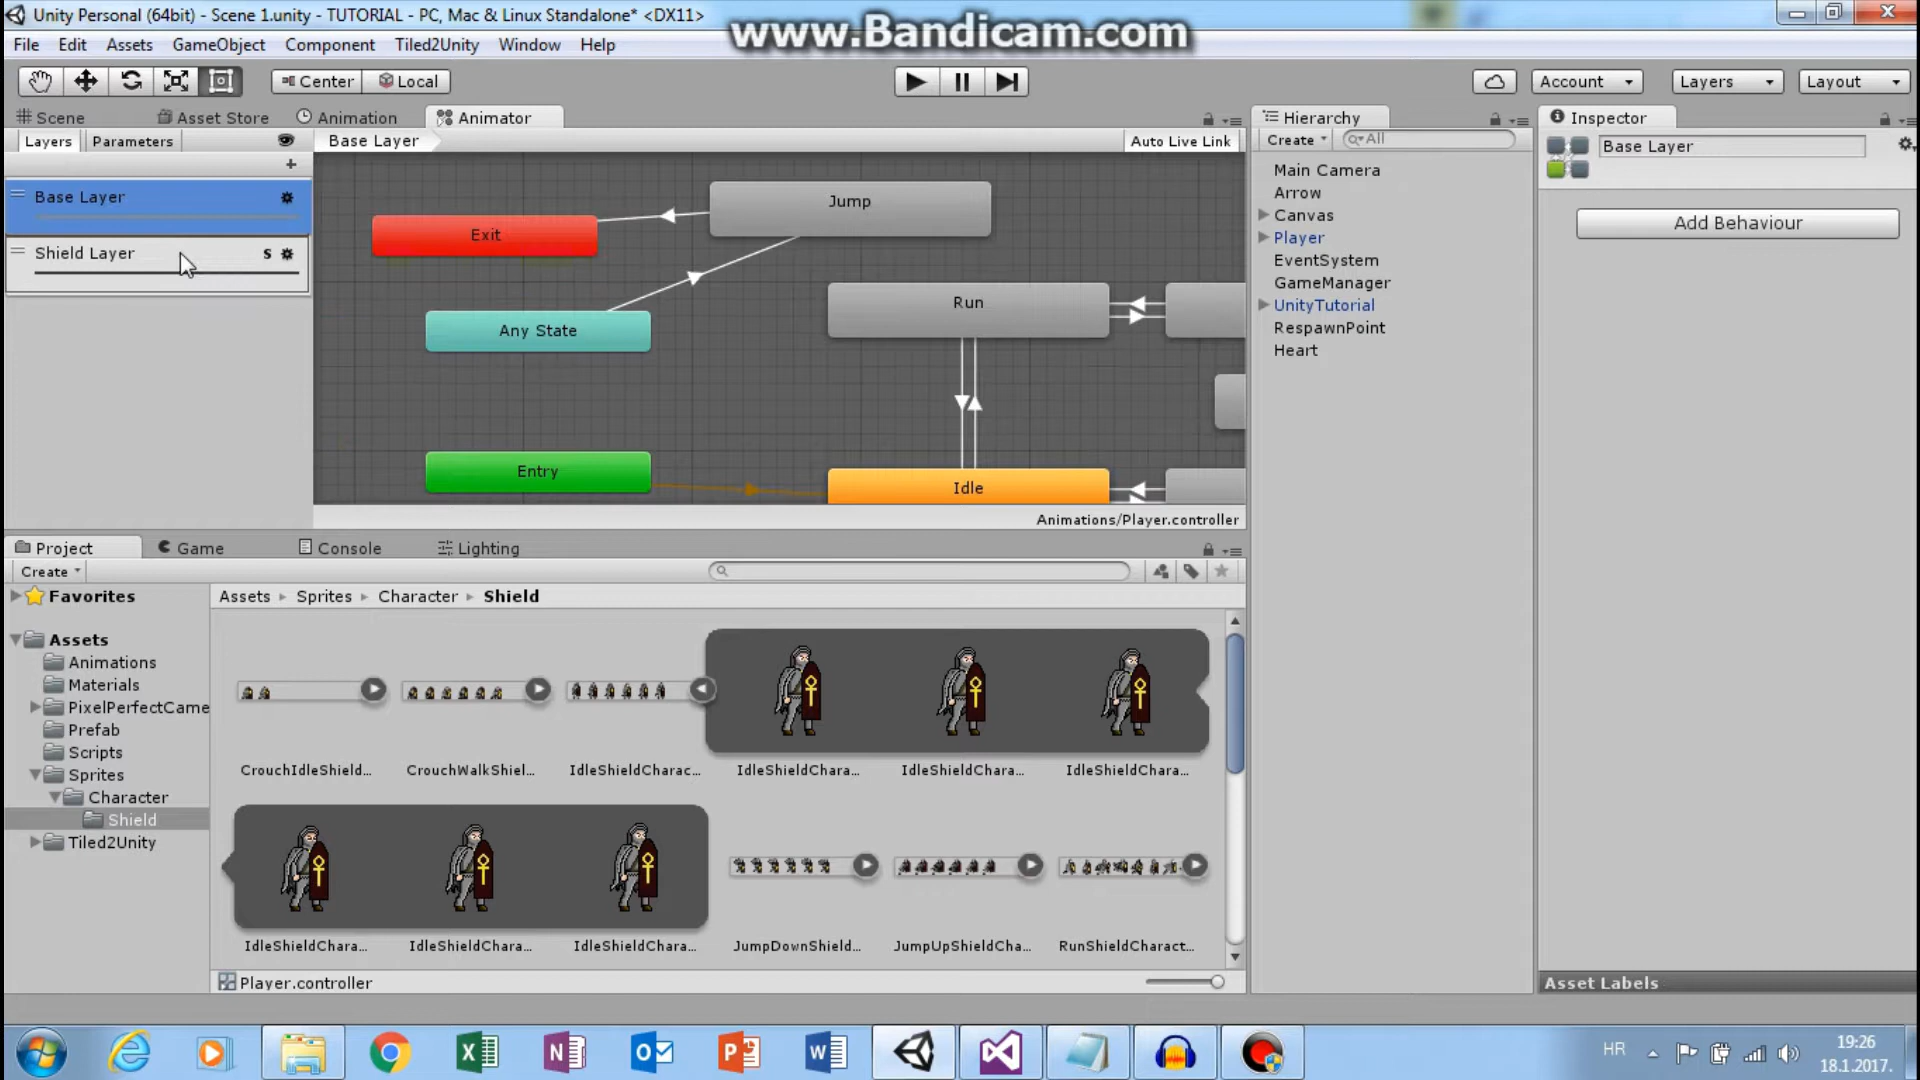 Unity Personal (64bit) - Scene 1.unity - TUTORIAL - PC, Mac & Linux Standalone* <DX11>
www.Bandicam.com
File Edit Assets GameObject Component Tiled2Unity Window Help
Center Local
Account Layers Layout
Scene Asset Store Animation Animator
Hierarchy
Inspector
Layers Parameters
Base Layer
Auto Live Link
Create All
Base Layer
Base Layer
Shield Layer S
Exit
Jump
Any State
Run
Entry
Idle
Animations/Player.controller
Main Camera
Arrow
Canvas
Player
EventSystem
GameManager
UnityTutorial
RespawnPoint
Heart
Add Behaviour
Project Game Console Lighting
Create
Favorites
Assets
Animations
Materials
PixelPerfectCame
Prefab
Scripts
Sprites
Character
Shield
Tiled2Unity
Assets Sprites Character Shield
CrouchIdleShield... CrouchWalkShiel... IdleShieldCharac... IdleShieldChara... IdleShieldChara... IdleShieldChara...
IdleShieldChara... IdleShieldChara... IdleShieldChara... JumpDownShield... JumpUpShieldCha... RunShieldCharact...
Player.controller
Asset Labels
HR
19:26
18.1.2017.